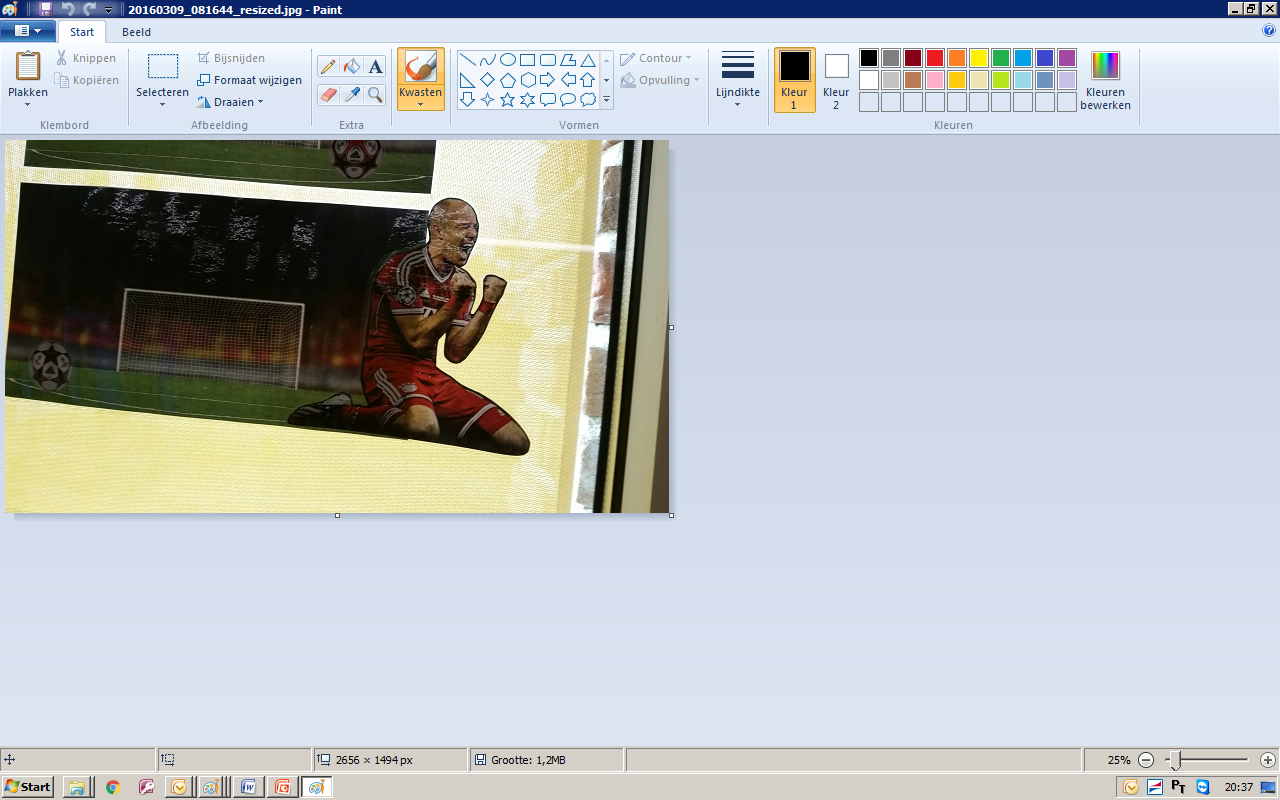 20160309_081644_resized.jpg - Paint
Start Beeld
Plakken
Knippen
Kopiëren
Klembord
Selecteren
Bijsnijden
Formaat wijzigen
Draaien
Afbeelding
A
Extra
Kwasten
Contour
Opvulling
Vormen
Lijndikte
Kleur 1
Kleur 2
Kleuren bewerken
Kleuren
2656 × 1494 px
Grootte: 1,2MB
25%
Start
PT
20:37